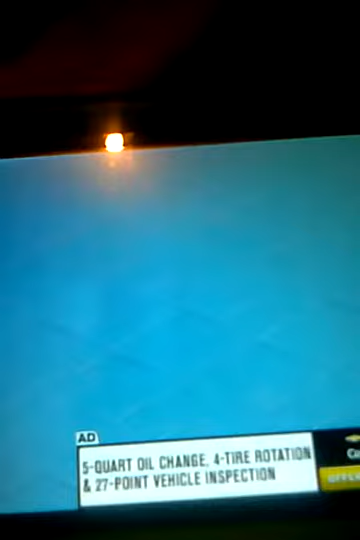 AD
5-QUART OIL CHANGE, 4-TIRE ROTATION
& 27-POINT VEHICLE INSPECTION